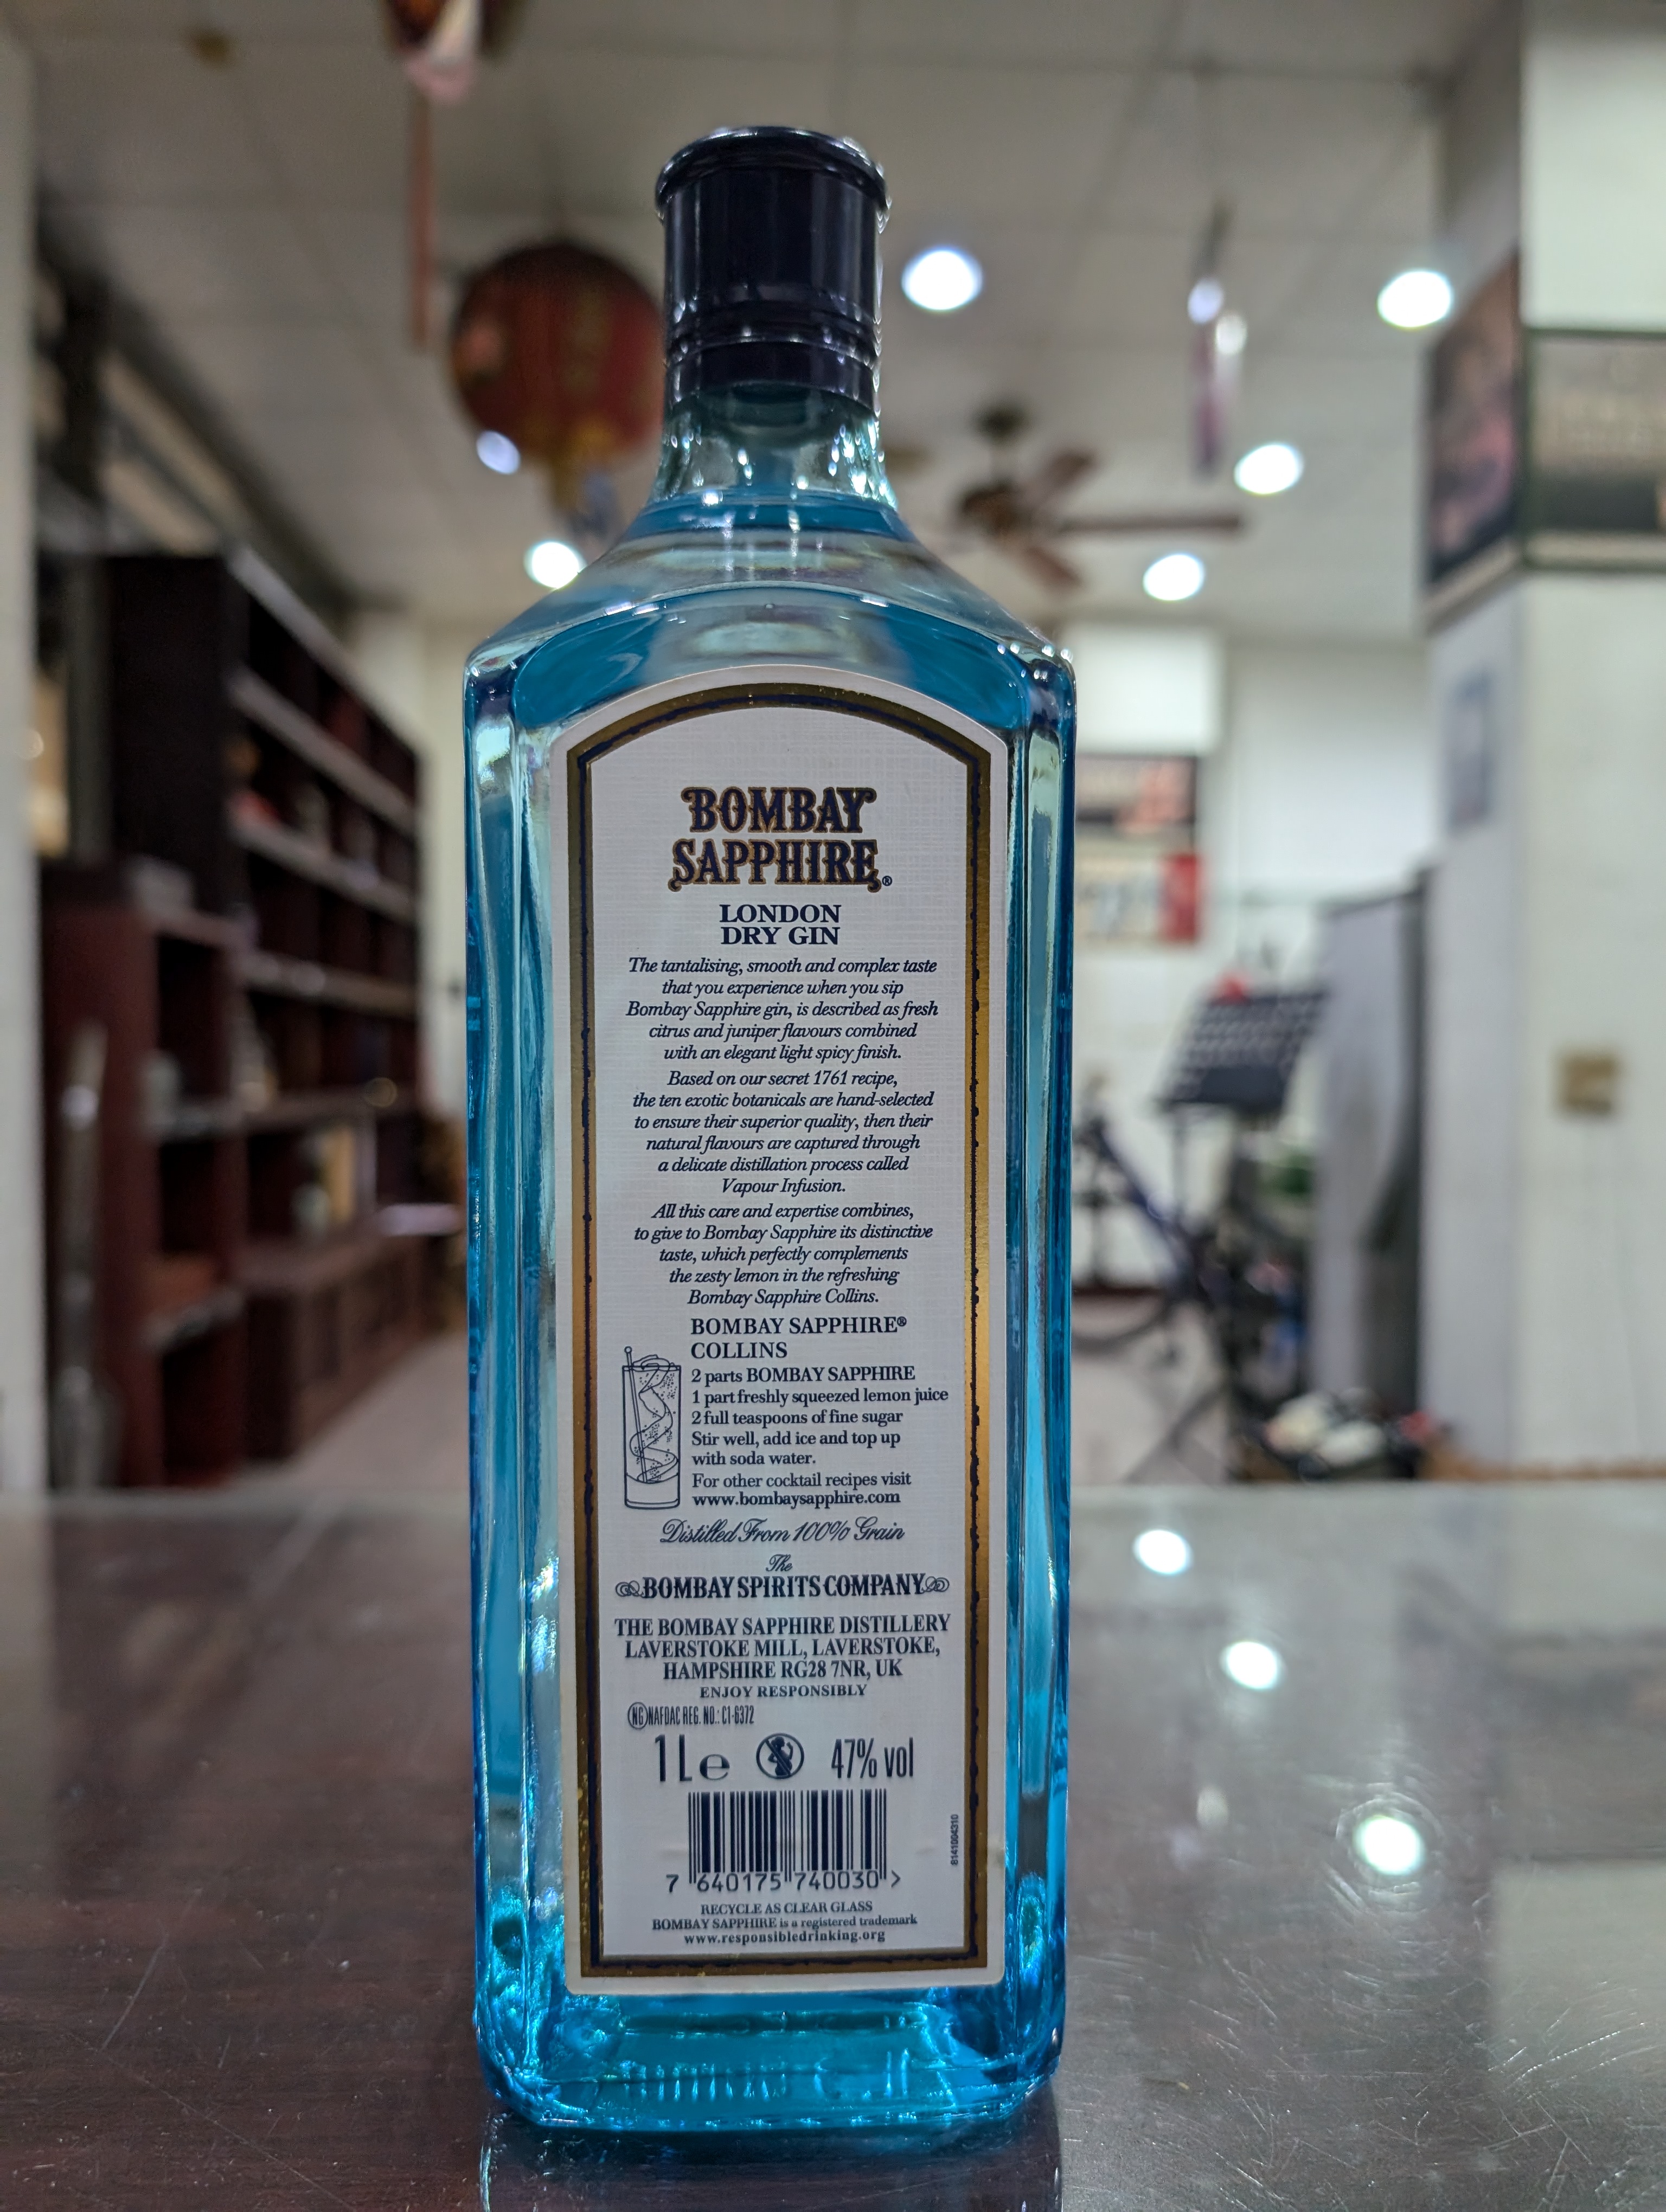 BOMBAY
SAPPHIRE®
LONDON
DRY GIN
The tantalising, smooth and complex taste
that you experience when you sip
Bombay Sapphire gin, is described as fresh
citrus and juniper flavours combined
with an elegant light spicy finish.
Based on our secret 1761 recipe,
the ten exotic botanicals are hand-selected
to ensure their superior quality, then their
natural flavours are captured through
a delicate distillation process called
Vapour Infusion.
All this care and expertise combines,
to give to Bombay Sapphire its distinctive
taste, which perfectly complements
the zesty lemon in the refreshing
Bombay Sapphire Collins.
BOMBAY SAPPHIRE®
COLLINS
2 parts BOMBAY SAPPHIRE
1 part freshly squeezed lemon juice
2 full teaspoons of fine sugar
Stir well, add ice and top up
with soda water.
For other cocktail recipes visit
www.bombaysapphire.com
Distilled From 100% Grain
The
BOMBAY SPIRITS COMPANY
THE BOMBAY SAPPHIRE DISTILLERY
LAVERSTOKE MILL, LAVERSTOKE,
HAMPSHIRE RG28 7NR, UK
ENJOY RESPONSIBLY
NG NAFDAC REG. NO.: C1-6372
1 L e 47% vol
8141004310
7 640175 740030 >
RECYCLE AS CLEAR GLASS
BOMBAY SAPPHIRE is a registered trademark
www.responsibledrinking.org